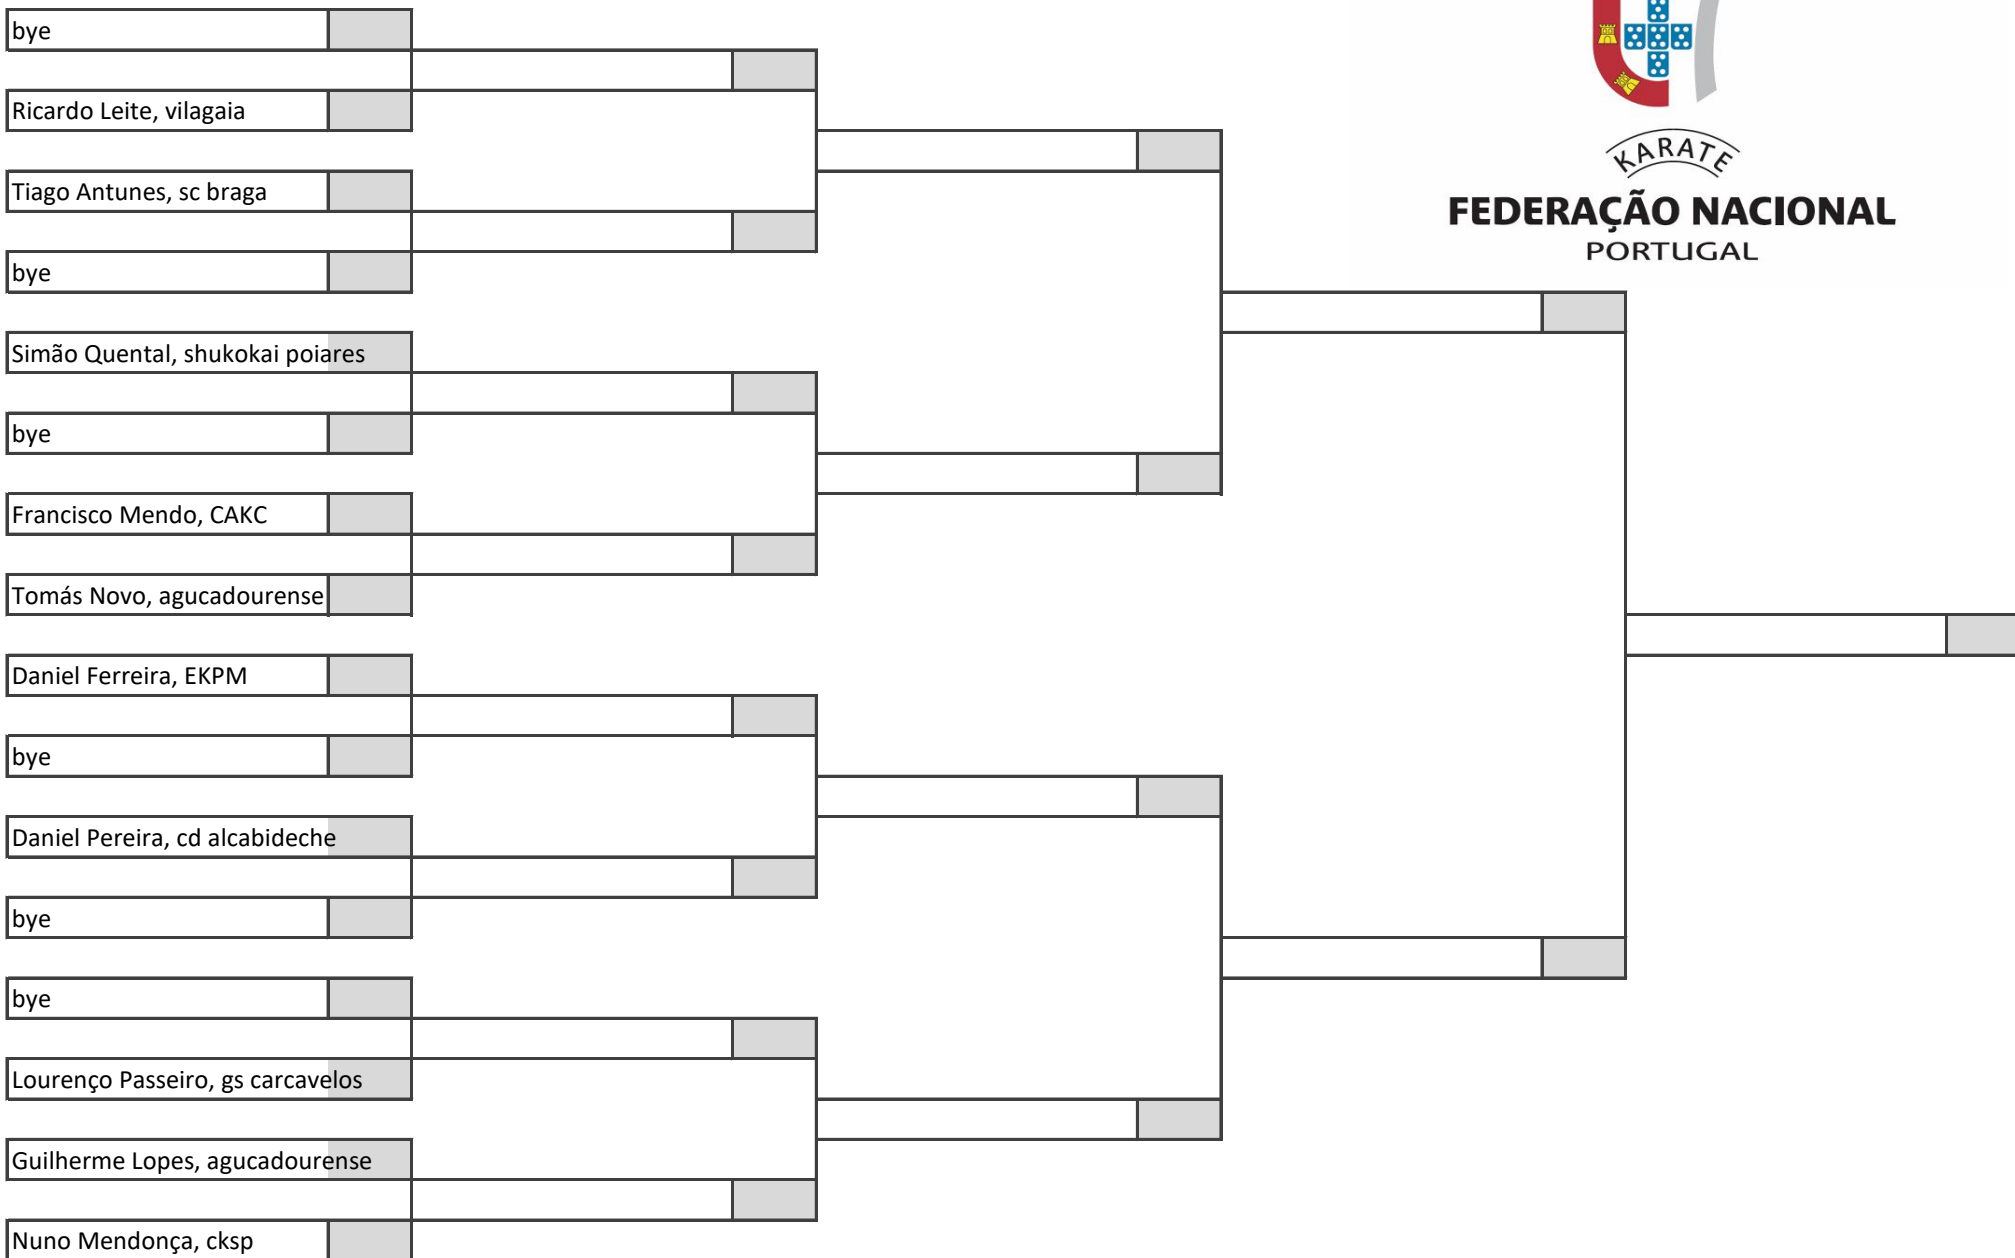 bye
Ricardo Leite, vilagaia
Tiago Antunes, sc braga
bye
Simão Quental, shukokai poiares
bye
Francisco Mendo, CAKC
Tomás Novo, agucadourense
Daniel Ferreira, EKPM
bye
Daniel Pereira, cd alcabideche
bye
bye
Lourenço Passeiro, gs carcavelos
Guilherme Lopes, agucadourense
Nuno Mendonça, cksp
KARATE
FEDERAÇÃO NACIONAL
PORTUGAL